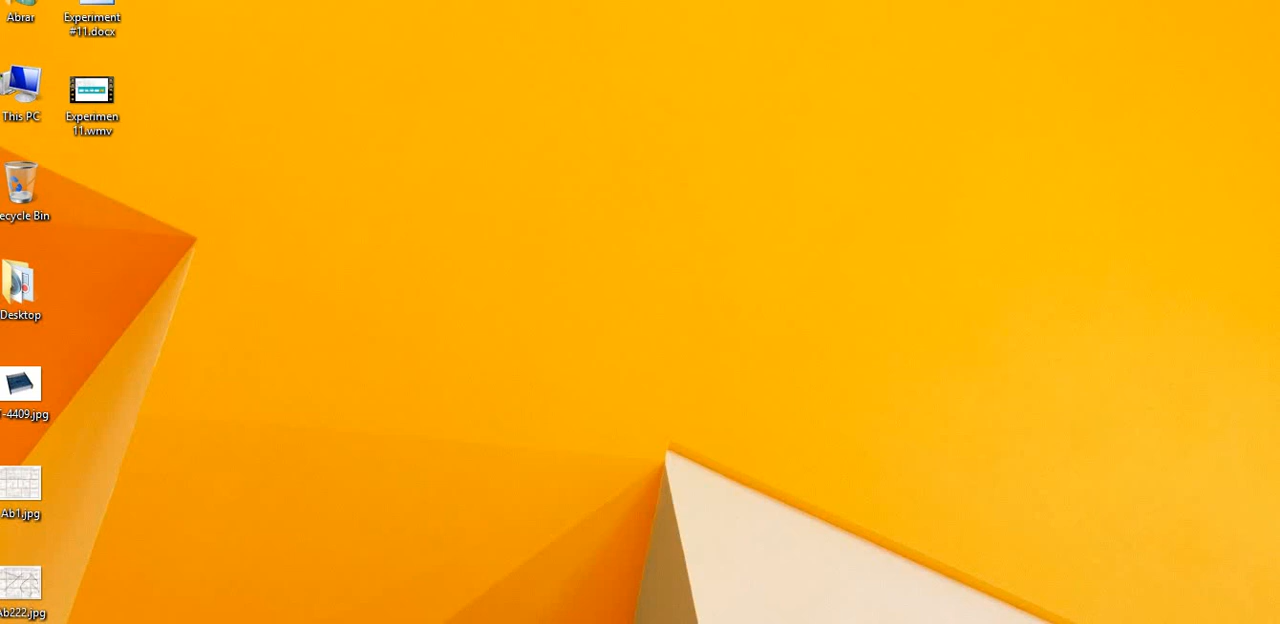 Abrar
Experiment
#11.docx
This PC
Experimen
11.wmv
ecycle Bin
Desktop
-4409.jpg
Ab1.jpg
Ab222.jpg